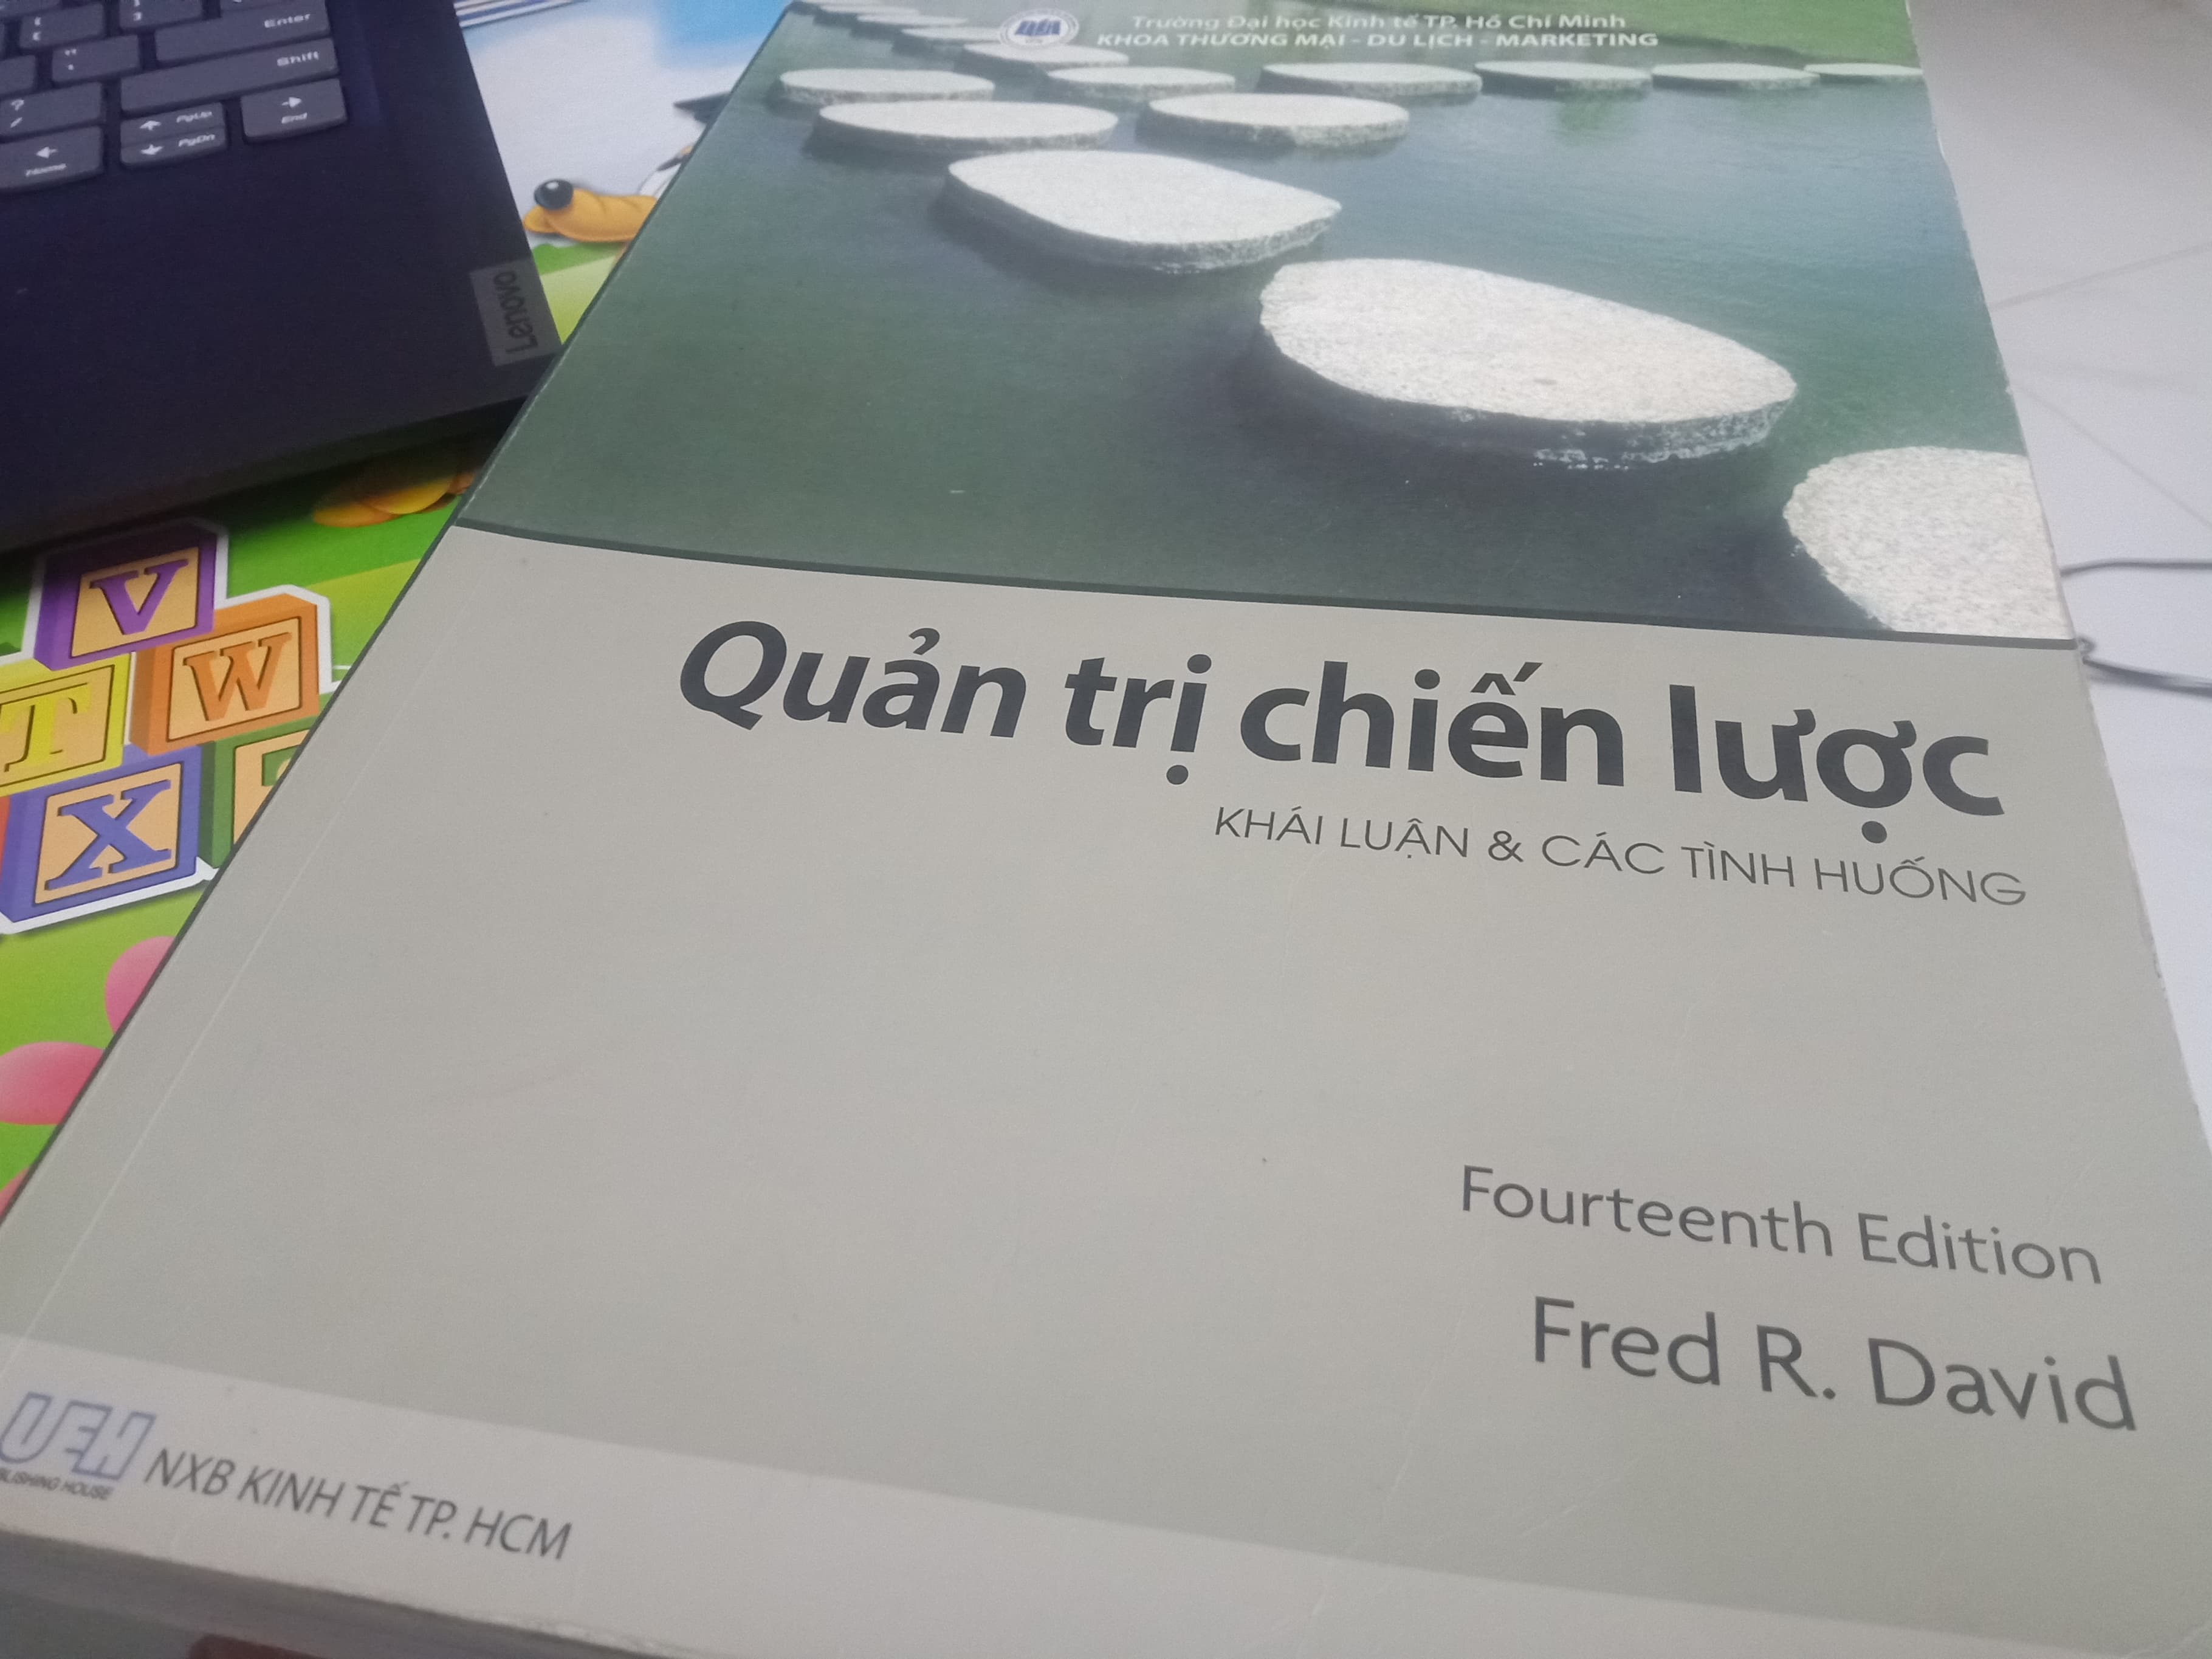 Enter
Shift
?
/
PgUp
PgDn
End
Home
Lenovo
V
W
T
X
Trường Đại học Kinh tế TP. Hồ Chí Minh
KHOA THƯƠNG MẠI - DU LỊCH - MARKETING
Quản trị chiến lược
KHÁI LUẬN & CÁC TÌNH HUỐNG
Fourteenth Edition
Fred R. David
UEH
NXB KINH TẾ TP. HCM
HOUSE